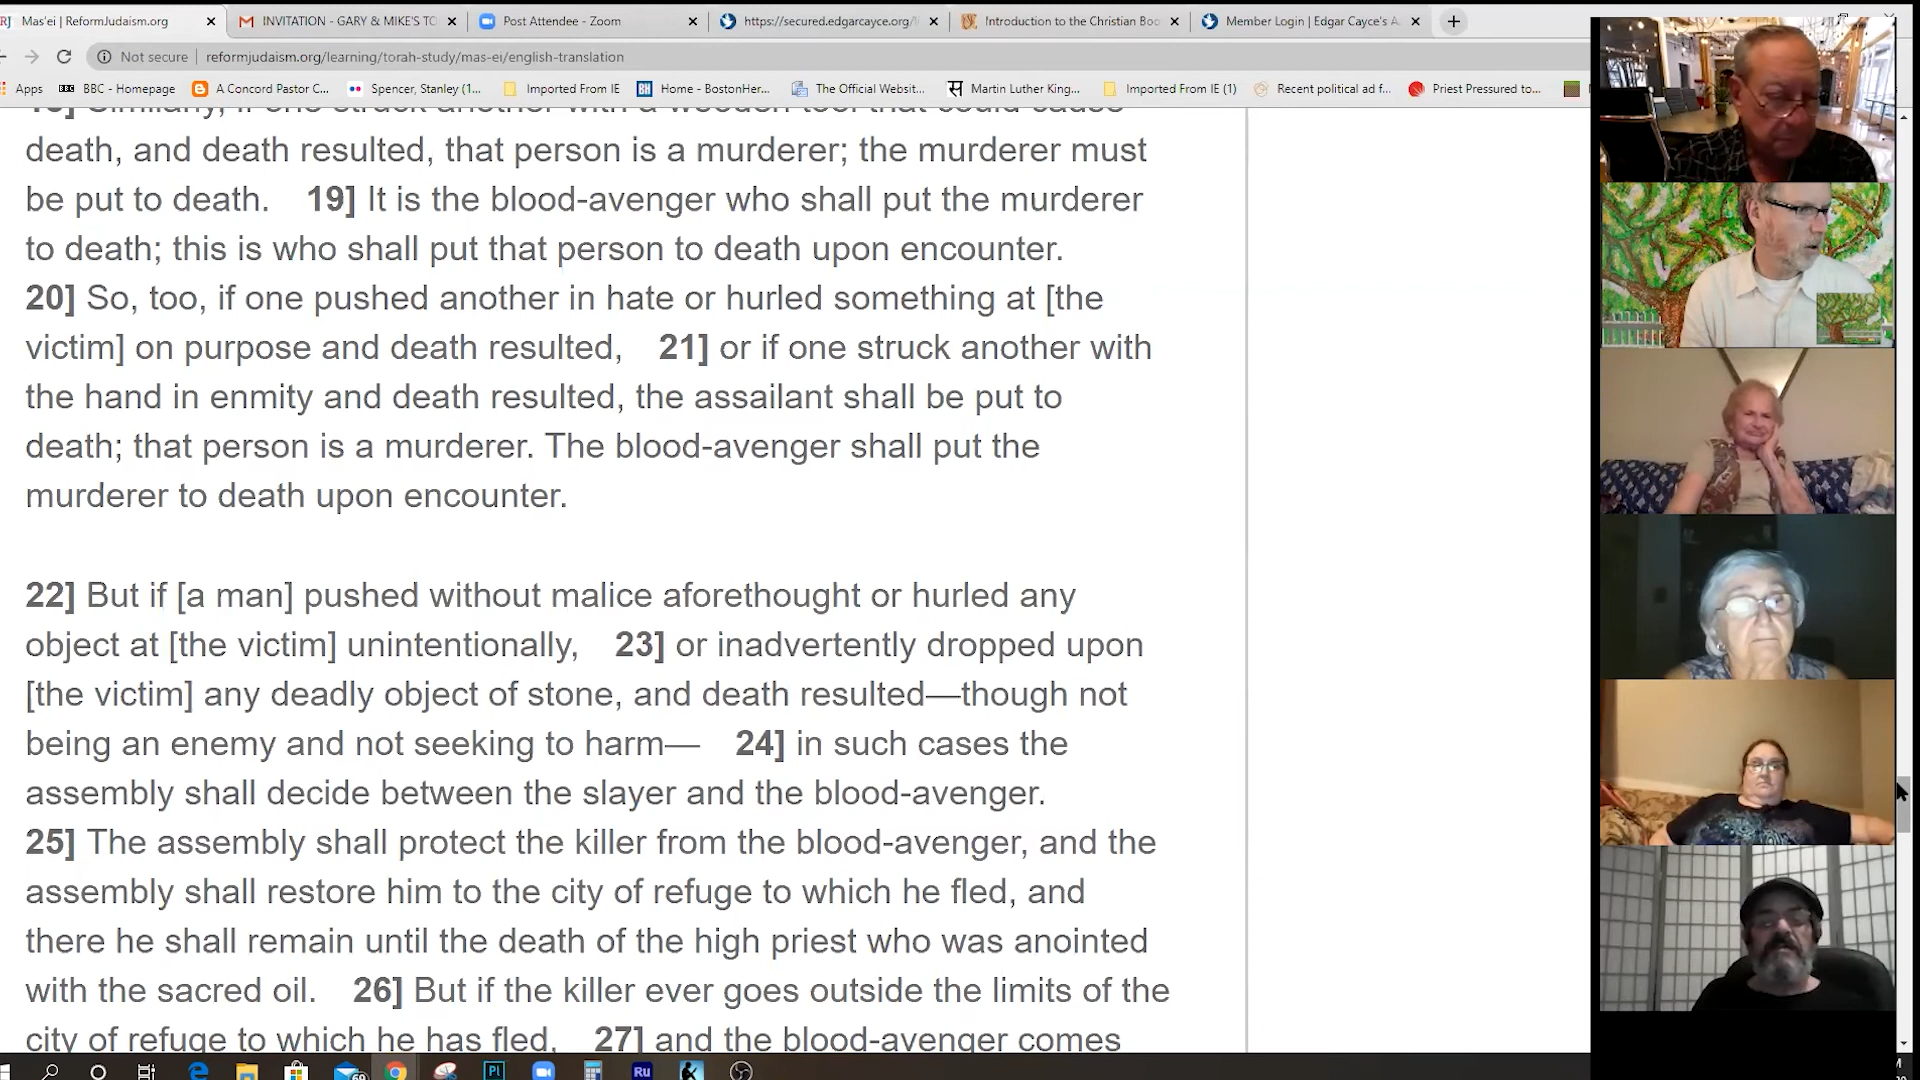 Mas'ei | ReformJudaism.org
INVITATION - GARY & MIKE'S TO
Post Attendee - Zoom
https://secured.edgarcayce.org/l
Introduction to the Christian Boo
Member Login | Edgar Cayce's A
Not secure reformjudaism.org/learning/torah-study/mas-ei/english-translation
Apps BBC - Homepage A Concord Pastor C... Spencer, Stanley (1... Imported From IE Home - BostonHer... The Official Websit... Martin Luther King... Imported From IE (1) Recent political ad f... Priest Pressured to...
18] Similarly, if one struck another with a wooden tool that could cause
death, and death resulted, that person is a murderer; the murderer must
be put to death. 19] It is the blood-avenger who shall put the murderer
to death; this is who shall put that person to death upon encounter.
20] So, too, if one pushed another in hate or hurled something at [the
victim] on purpose and death resulted, 21] or if one struck another with
the hand in enmity and death resulted, the assailant shall be put to
death; that person is a murderer. The blood-avenger shall put the
murderer to death upon encounter.
22] But if [a man] pushed without malice aforethought or hurled any
object at [the victim] unintentionally, 23] or inadvertently dropped upon
[the victim] any deadly object of stone, and death resulted—though not
being an enemy and not seeking to harm— 24] in such cases the
assembly shall decide between the slayer and the blood-avenger.
25] The assembly shall protect the killer from the blood-avenger, and the
assembly shall restore him to the city of refuge to which he fled, and
there he shall remain until the death of the high priest who was anointed
with the sacred oil. 26] But if the killer ever goes outside the limits of the
city of refuge to which he has fled, 27] and the blood-avenger comes